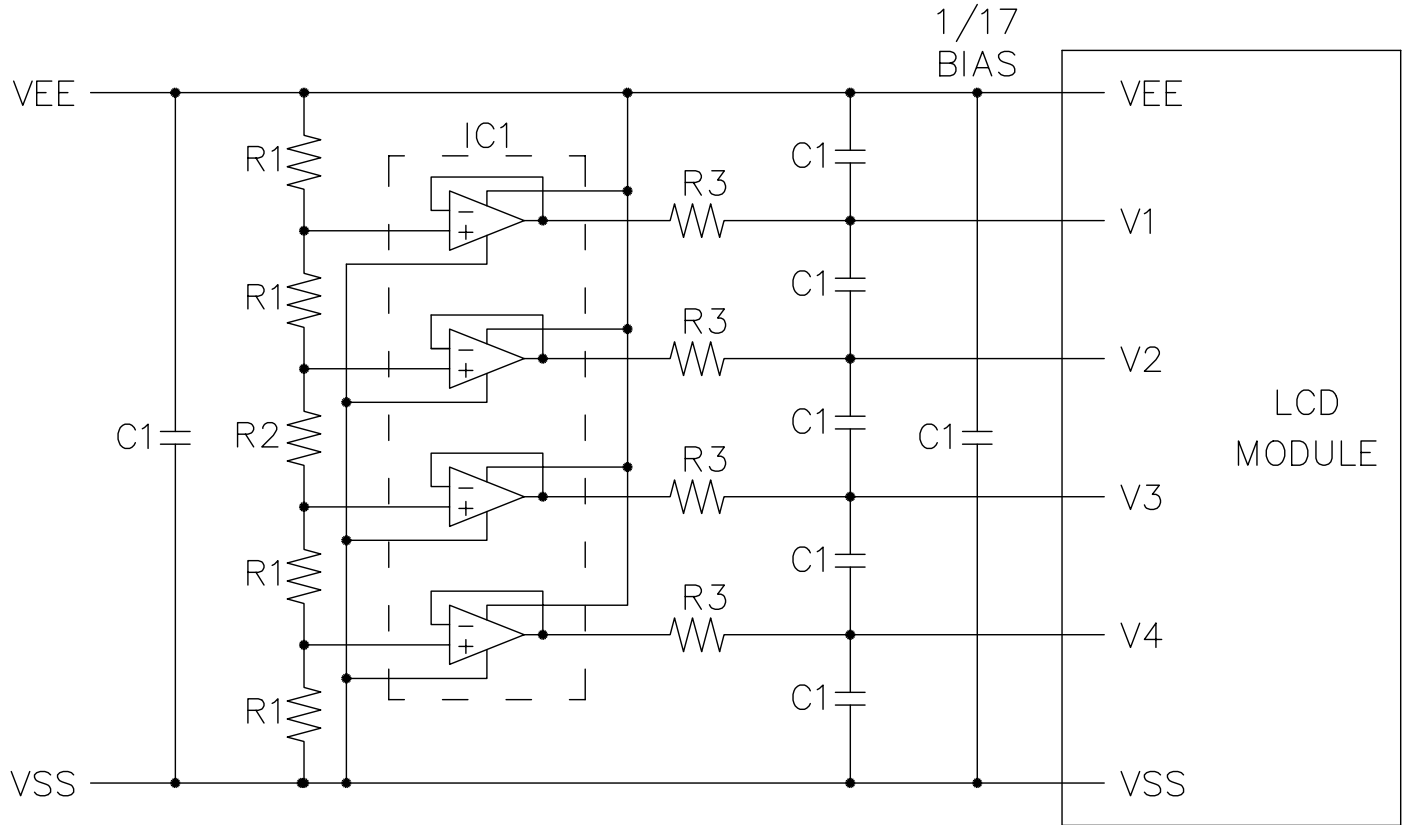 1/17
BIAS
VEE
VEE
IC1
R1
C1
R3
V1
R1
C1
R3
V2
LCD
MODULE
C1
R2
C1
C1
R3
V3
R1
C1
R3
V4
R1
C1
VSS
VSS